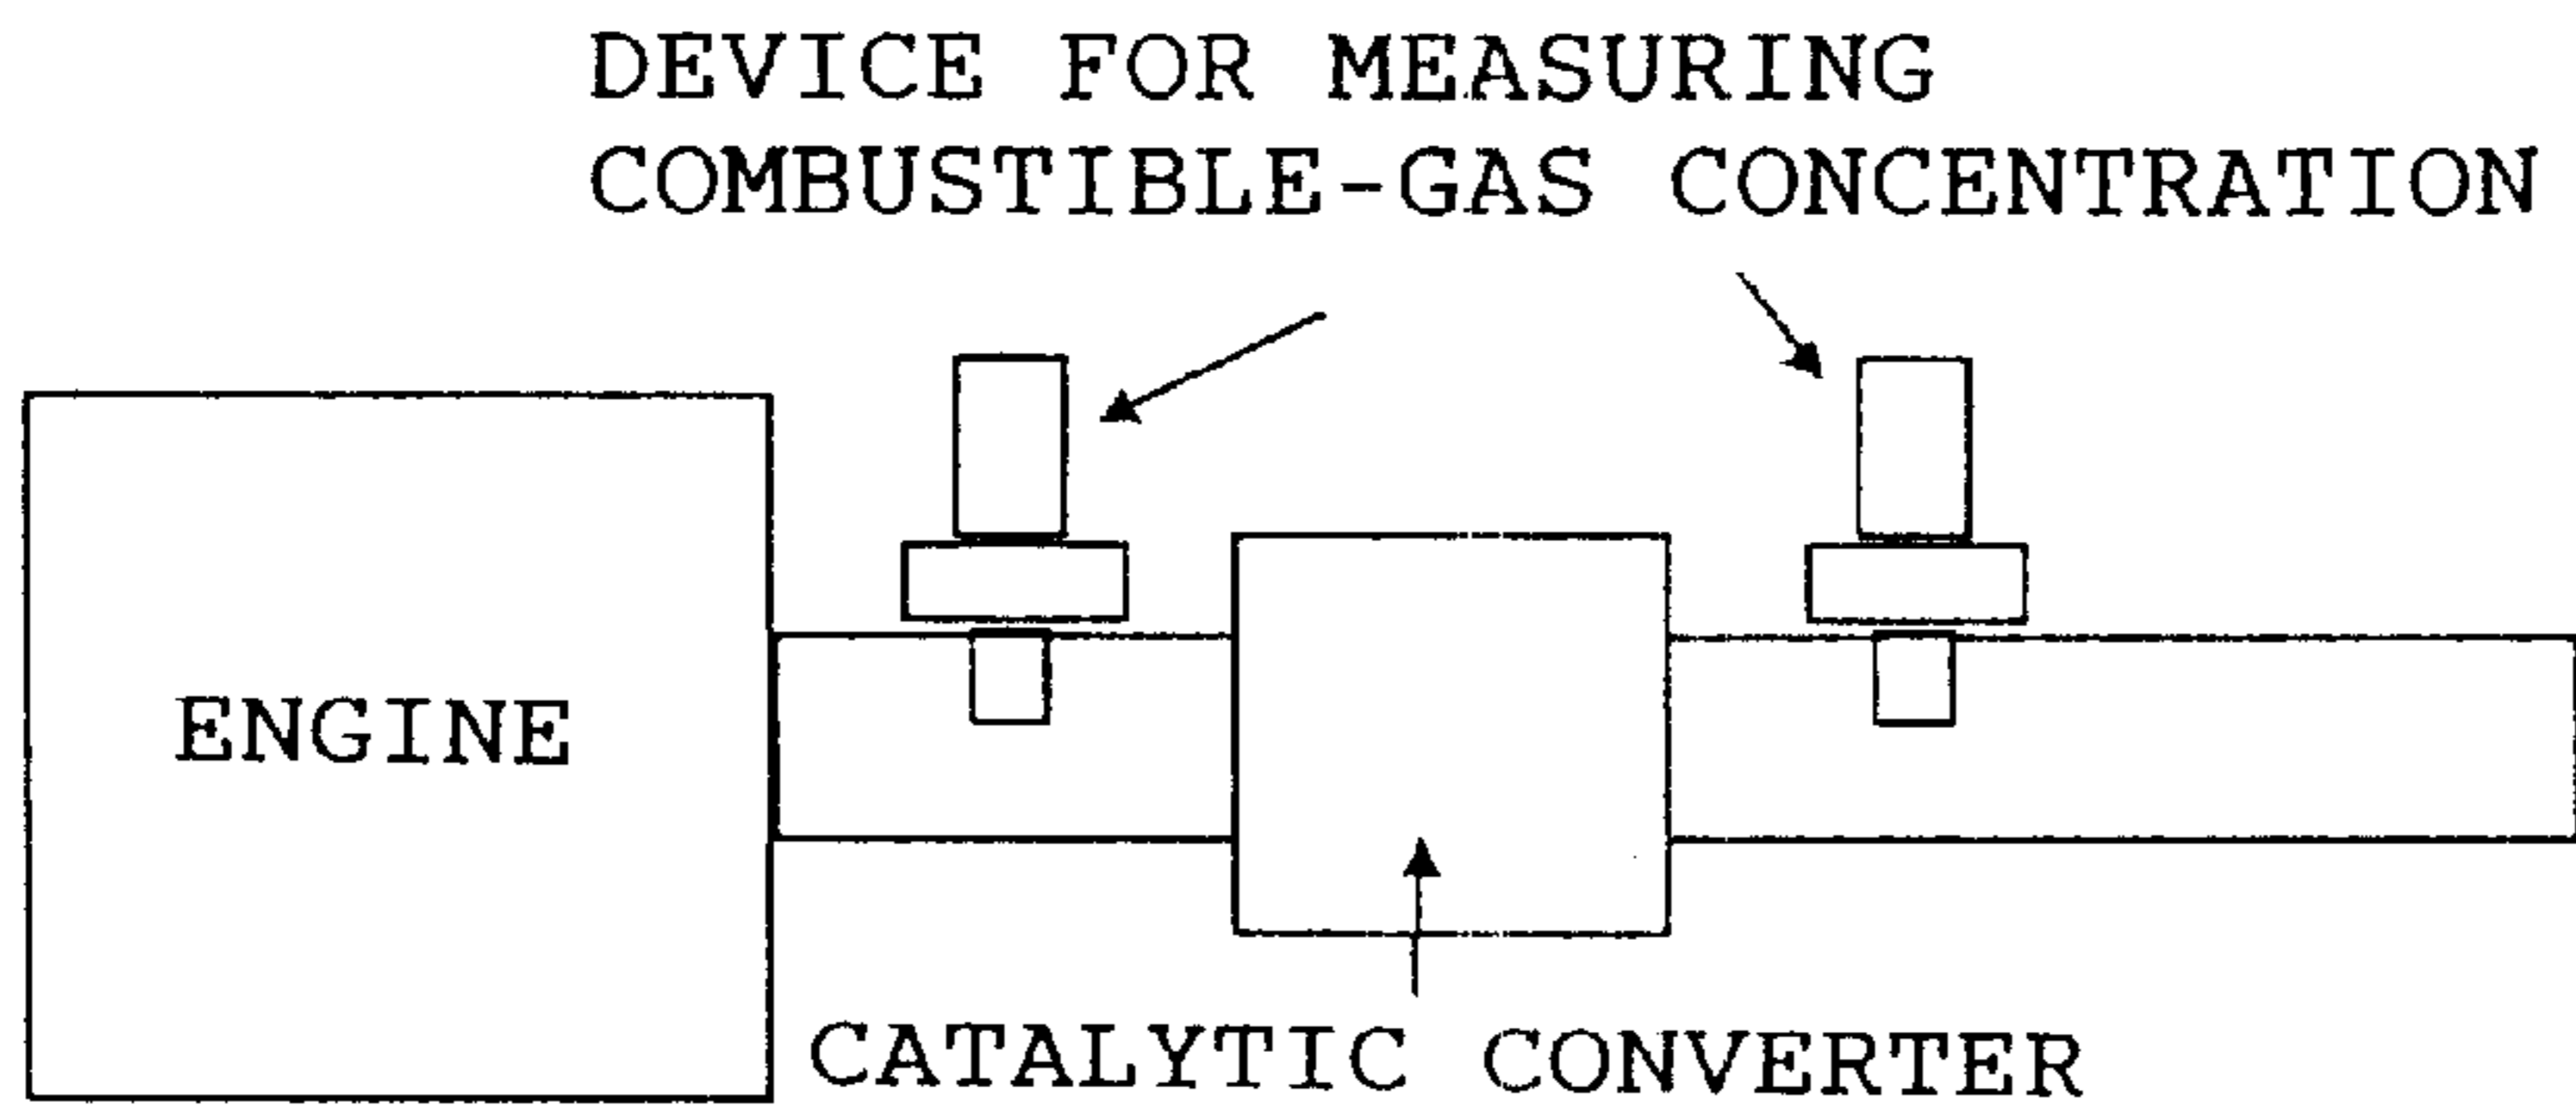 DEVICE FOR MEASURING
COMBUSTIBLE-GAS CONCENTRATION
ENGINE
CATALYTIC CONVERTER